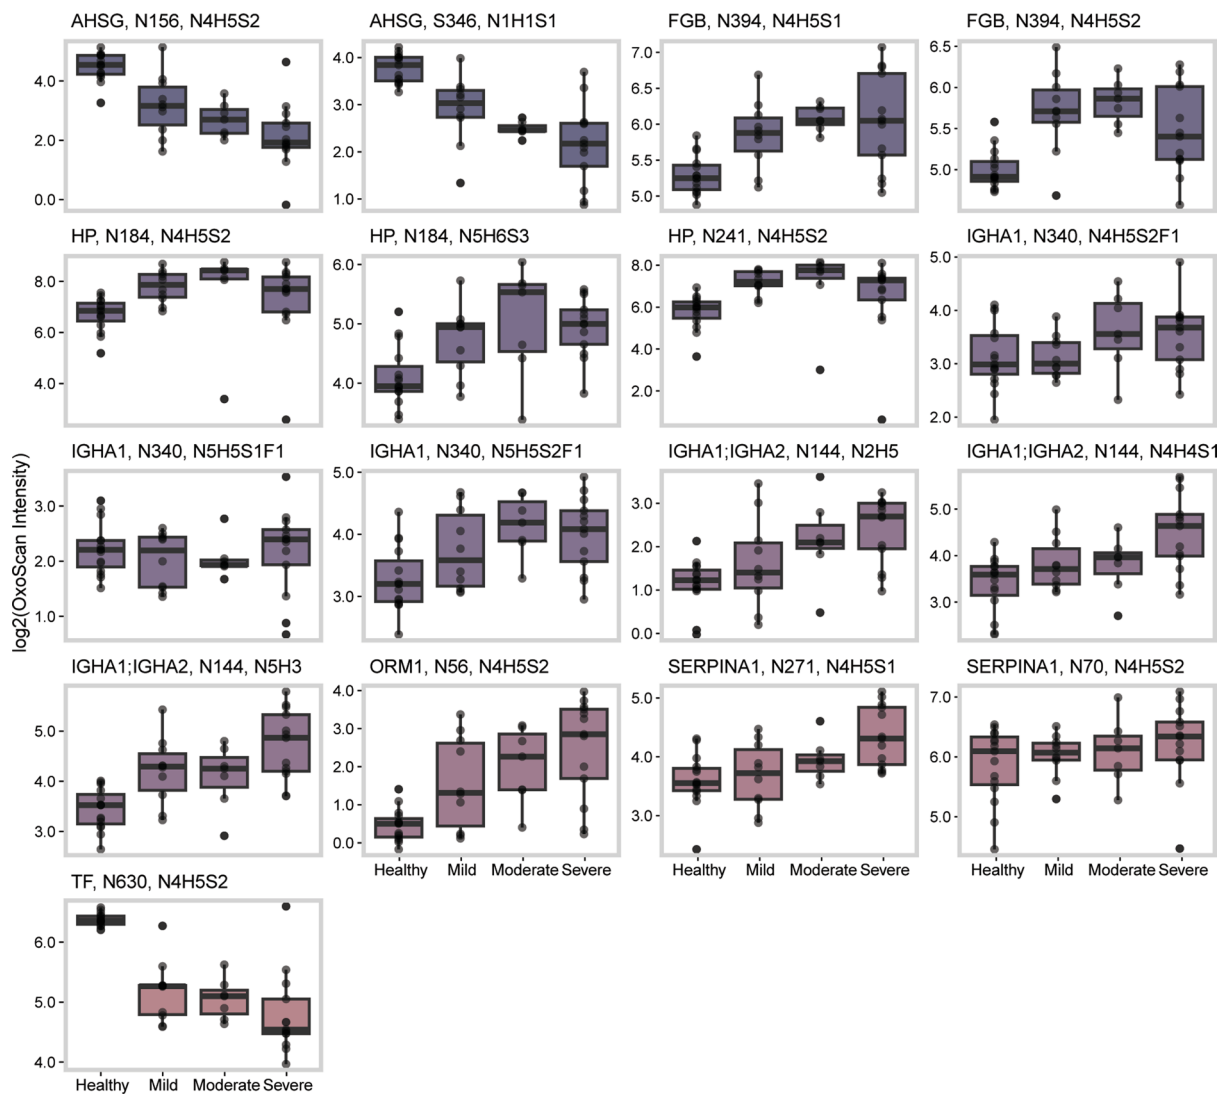 AHSG, N156, N4H5S2
AHSG, S346, N1H1S1
FGB, N394, N4H5S1
FGB, N394, N4H5S2
4.0
2.0
0.0
4.0
3.0
2.0
1.0
7.0
6.5
6.0
5.5
5.0
6.5
6.0
5.5
5.0
HP, N184, N4H5S2
HP, N184, N5H6S3
HP, N241, N4H5S2
IGHA1, N340, N4H5S2F1
8.0
6.0
4.0
6.0
5.0
4.0
8.0
6.0
4.0
2.0
5.0
4.0
3.0
2.0
log2(OxoScan Intensity)
IGHA1, N340, N5H5S1F1
IGHA1, N340, N5H5S2F1
IGHA1;IGHA2, N144, N2H5
IGHA1;IGHA2, N144, N4H4S1
3.0
2.0
1.0
5.0
4.0
3.0
3.0
2.0
1.0
0.0
5.0
4.0
3.0
IGHA1;IGHA2, N144, N5H3
ORM1, N56, N4H5S2
SERPINA1, N271, N4H5S1
SERPINA1, N70, N4H5S2
5.0
4.0
3.0
4.0
3.0
2.0
1.0
0.0
5.0
4.0
3.0
7.0
6.0
5.0
Healthy Mild Moderate Severe
Healthy Mild Moderate Severe
Healthy Mild Moderate Severe
TF, N630, N4H5S2
6.0
5.0
4.0
Healthy Mild Moderate Severe